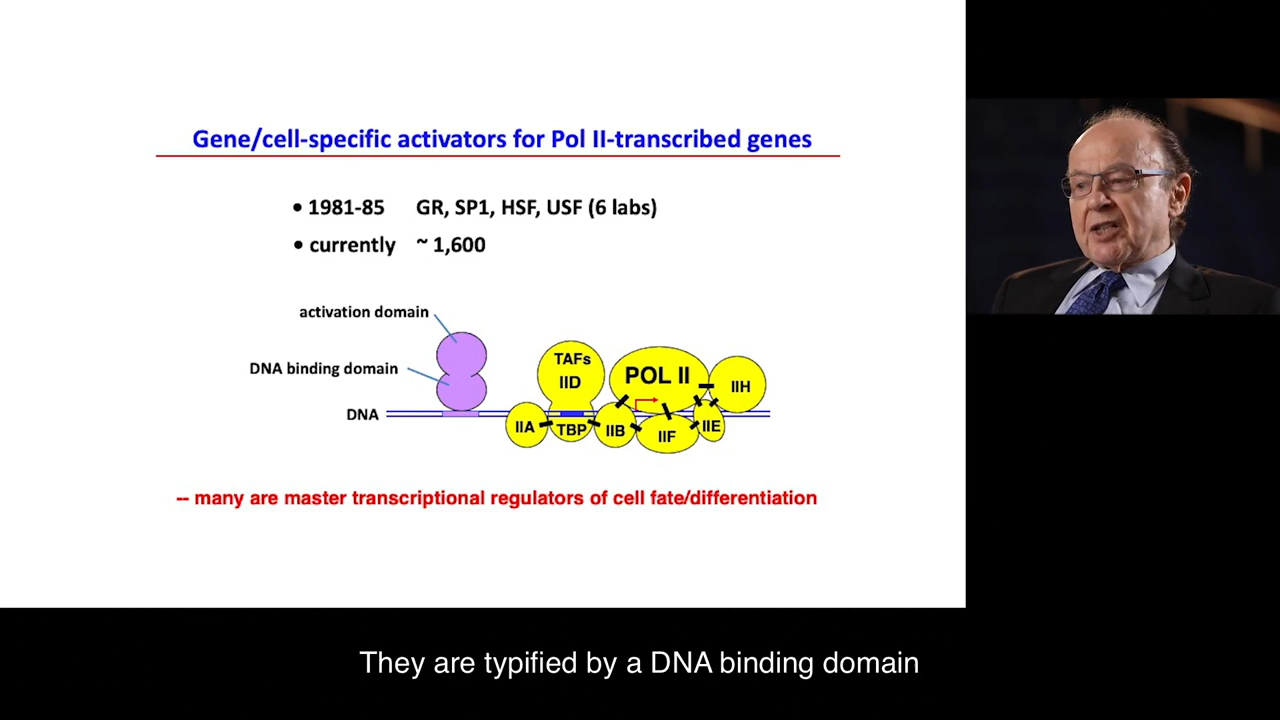 Gene/cell-specific activators for Pol II-transcribed genes
• 1981-85 GR, SP1, HSF, USF (6 labs)
• currently ~ 1,600
activation domain
DNA binding domain
DNA
TAFs
IID
POL II
IIH
IIA
TBP
IIB
IIF
IIE
-- many are master transcriptional regulators of cell fate/differentiation
They are typified by a DNA binding domain